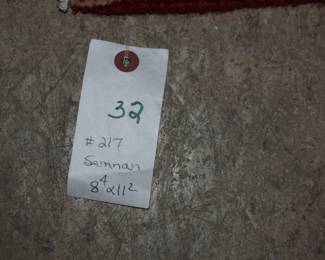 32
#217
Semnan
8⁴x11²